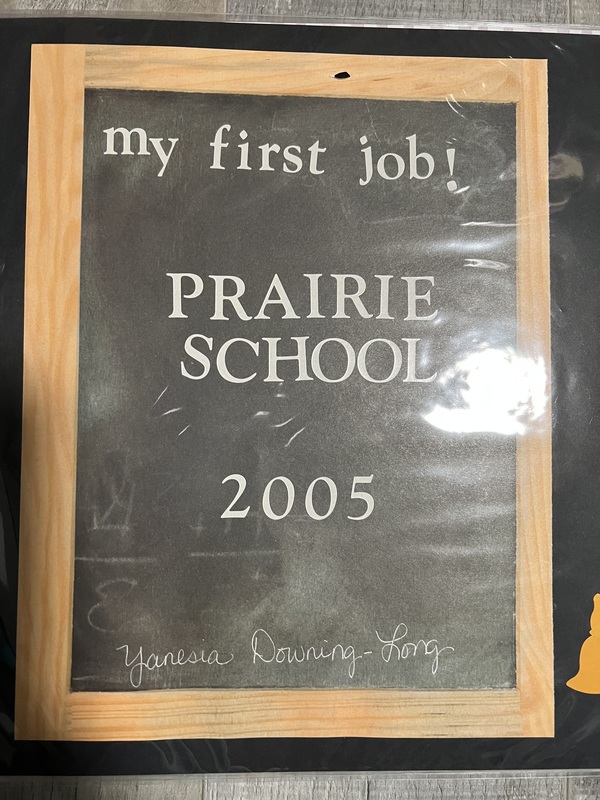 my first job!
PRAIRIE
SCHOOL
2005
Yanesia Downing-Long